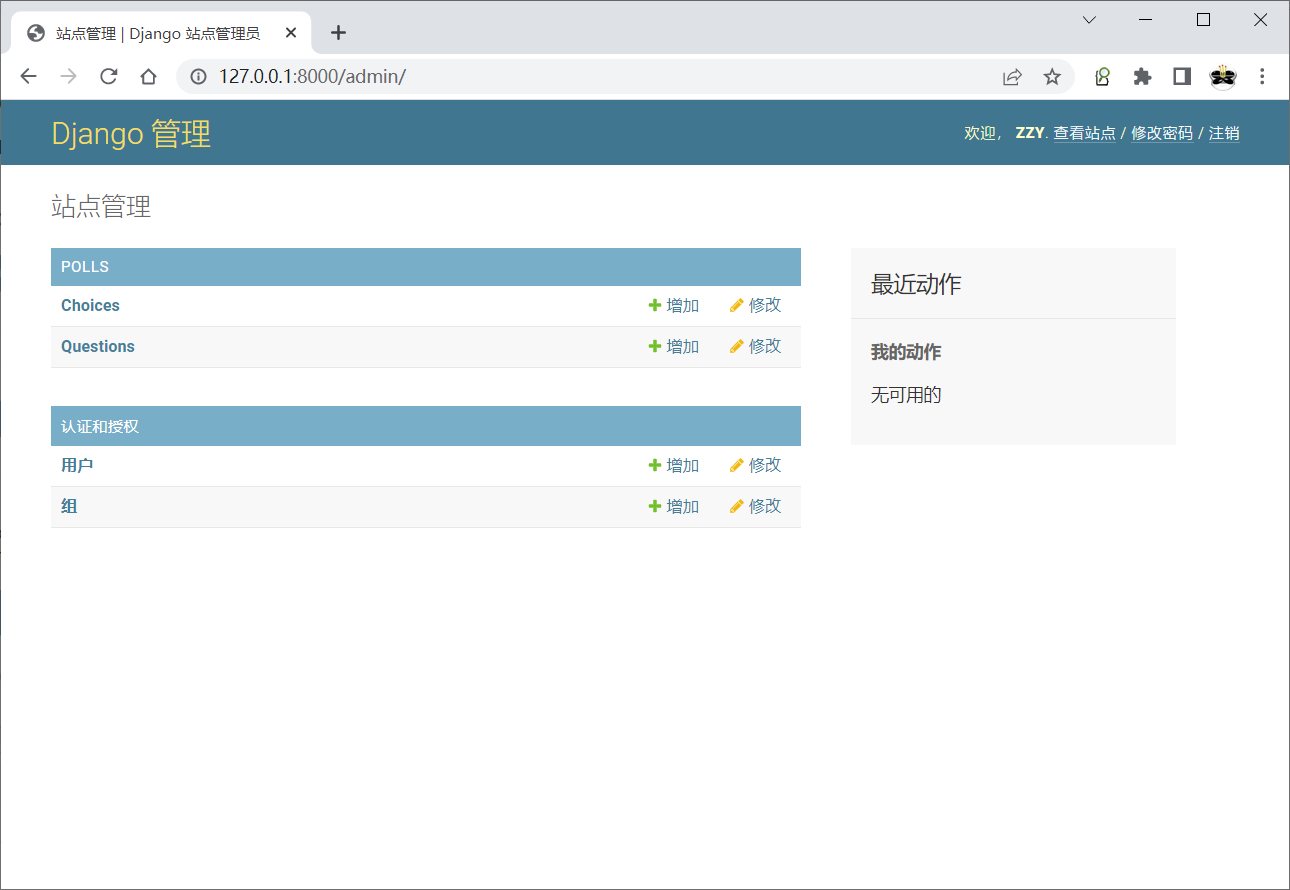 站点管理 | Django 站点管理员
127.0.0.1:8000/admin/
Django 管理
欢迎， ZZY. 查看站点 / 修改密码 / 注销
站点管理
POLLS
Choices 增加 修改
Questions 增加 修改
认证和授权
用户 增加 修改
组 增加 修改
最近动作
我的动作
无可用的